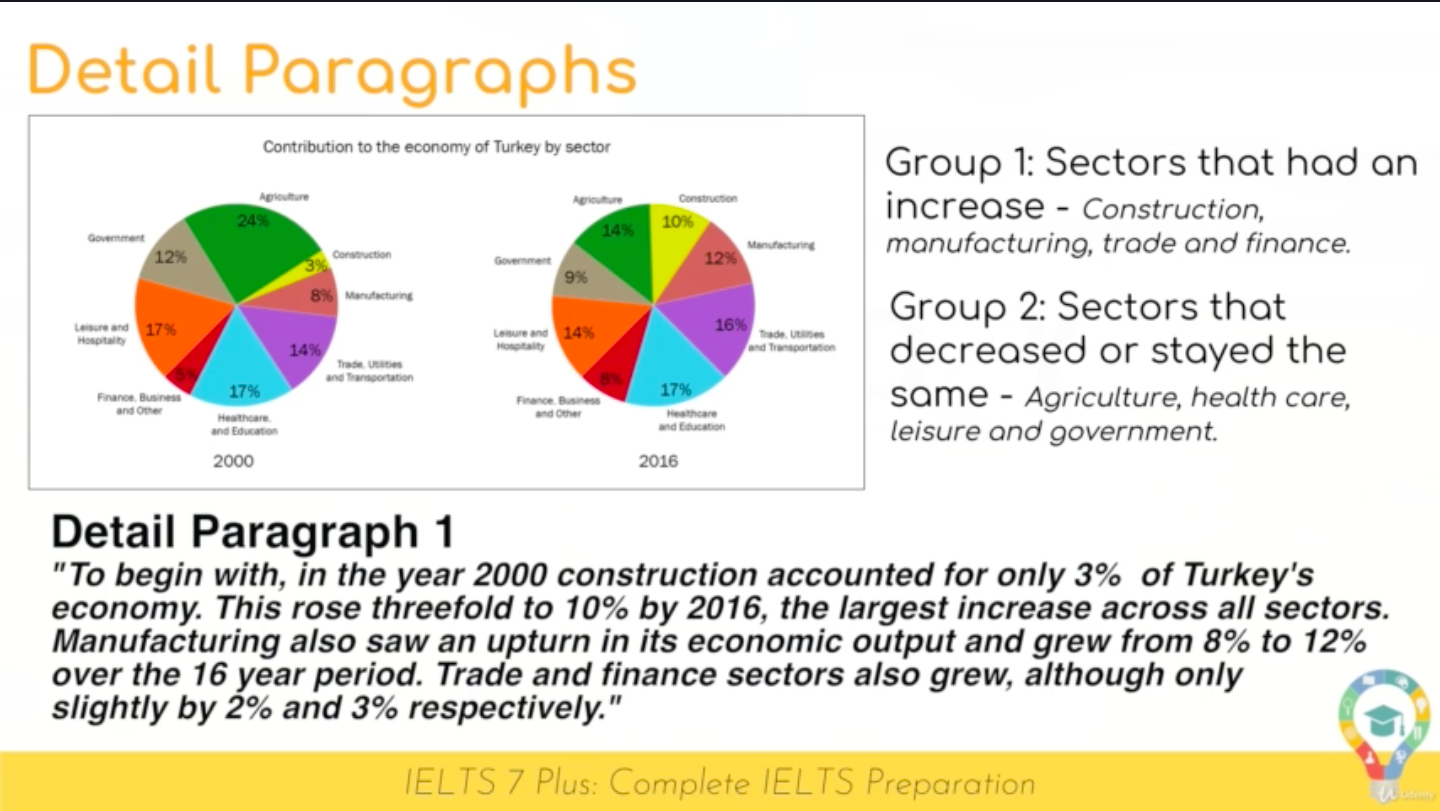 Detail Paragraphs
Contribution to the economy of Turkey by sector
Agriculture
24%
Construction
3%
Manufacturing
8%
Trade, Utilities
and Transportation
14%
Healthcare,
and Education
17%
Finance, Business
and Other
5%
Leisure and
Hospitality
17%
Government
12%
2000
Agriculture
14%
Construction
10%
Manufacturing
12%
Trade, Utilities
and Transportation
16%
Healthcare
and Education
17%
Finance, Business
and Other
8%
Leisure and
Hospitality
14%
Government
9%
2016
Group 1: Sectors that had an
increase - Construction,
manufacturing, trade and finance.
Group 2: Sectors that
decreased or stayed the
same - Agriculture, health care,
leisure and government.
Detail Paragraph 1
"To begin with, in the year 2000 construction accounted for only 3%  of Turkey's
economy. This rose threefold to 10% by 2016, the largest increase across all sectors.
Manufacturing also saw an upturn in its economic output and grew from 8% to 12%
over the 16 year period. Trade and finance sectors also grew, although only
slightly by 2% and 3% respectively."
IELTS 7 Plus: Complete IELTS Preparation
Udemy